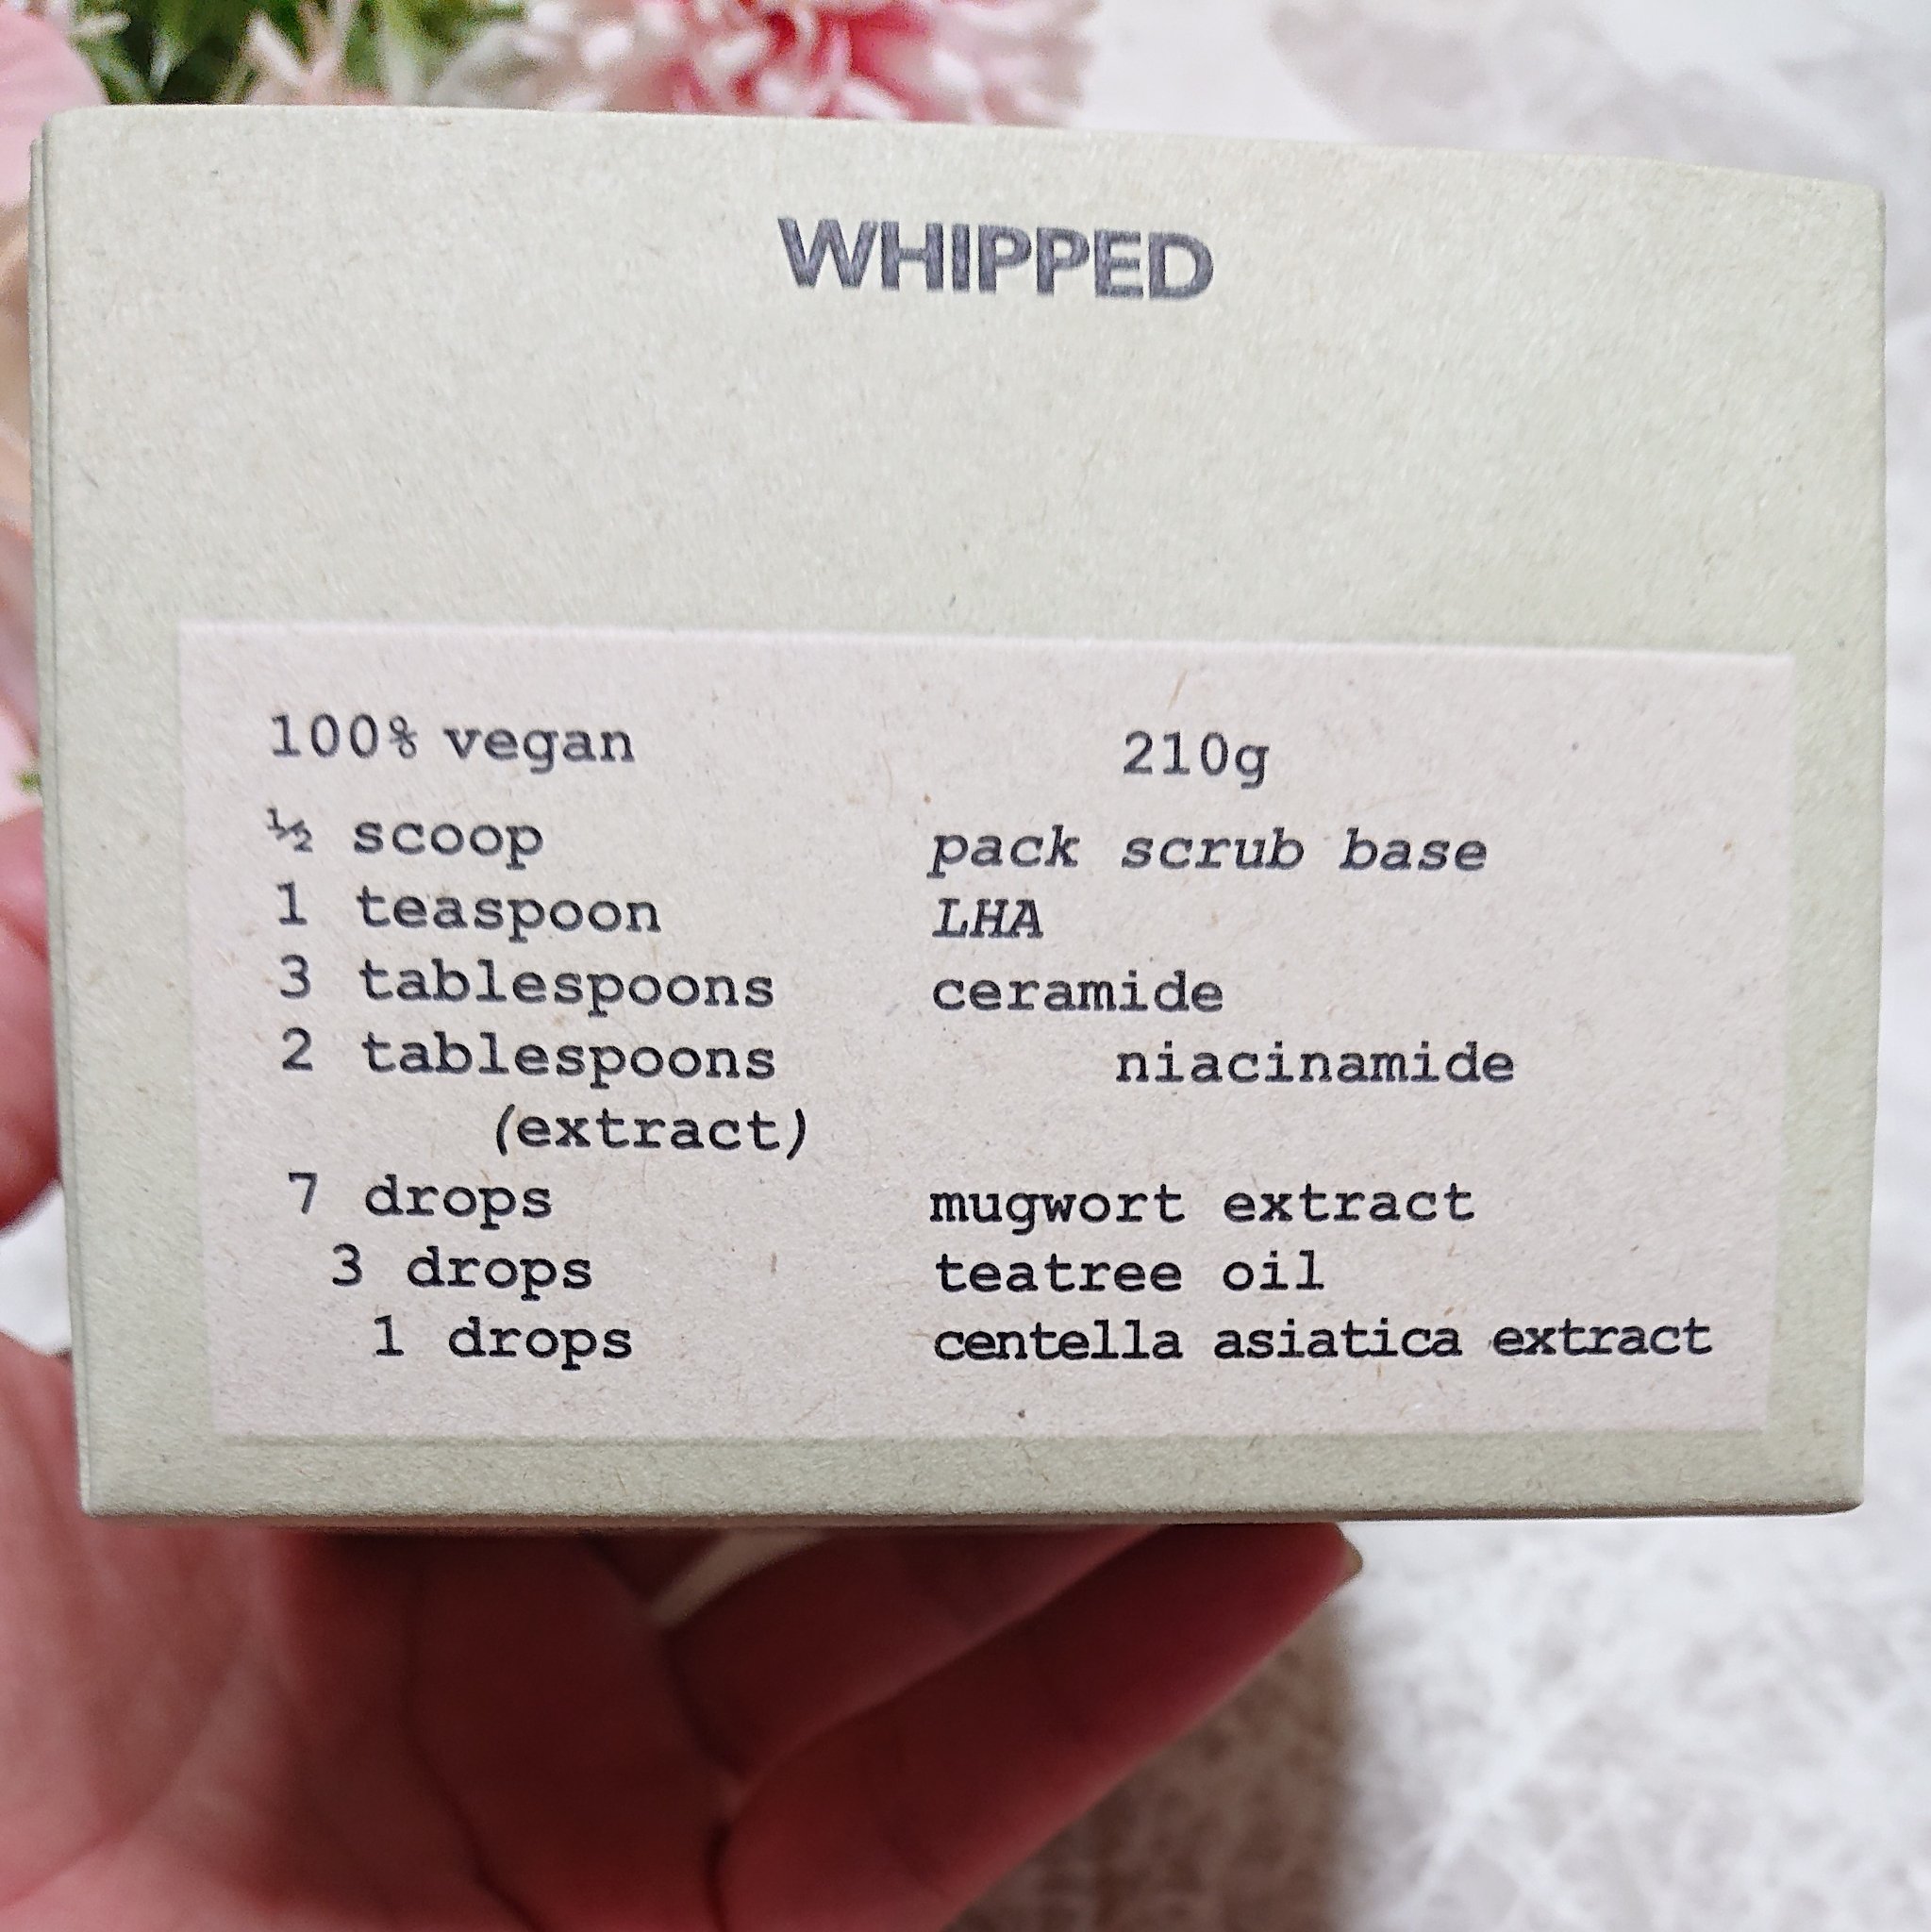 WHIPPED
100% vegan 210g
½ scoop pack scrub base
1 teaspoon LHA
3 tablespoons ceramide
2 tablespoons niacinamide
(extract)
7 drops mugwort extract
3 drops teatree oil
1 drops centella asiatica extract